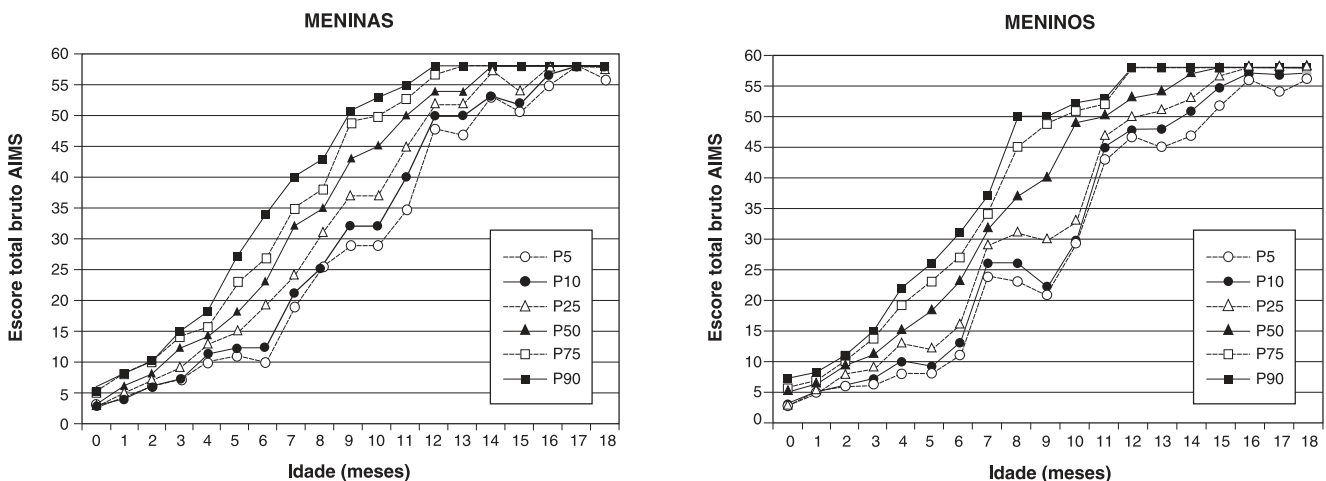 MENINAS
Escore total bruto AIMS
60
55
50
45
40
35
30
25
20
15
10
5
0
P5
P10
P25
P50
P75
P90
0 1 2 3 4 5 6 7 8 9 10 11 12 13 14 15 16 17 18
Idade (meses)
MENINOS
Escore total bruto AIMS
60
55
50
45
40
35
30
25
20
15
10
5
0
P5
P10
P25
P50
P75
P90
0 1 2 3 4 5 6 7 8 9 10 11 12 13 14 15 16 17 18
Idade (meses)